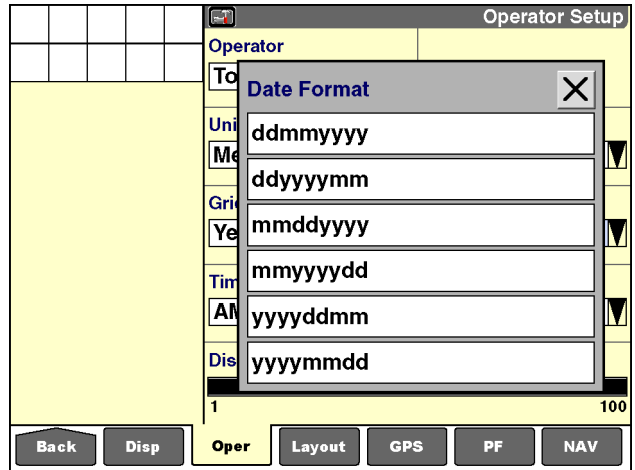 Operator Setup
Operator
To
Date Format
Uni
ddmmyyyy
Me
ddyyyymm
Gri
mmddyyyy
Ye
mmyyyydd
Tim
AM
yyyyddmm
Dis
yyyymmdd
1
100
Back
Disp
Oper
Layout
GPS
PF
NAV